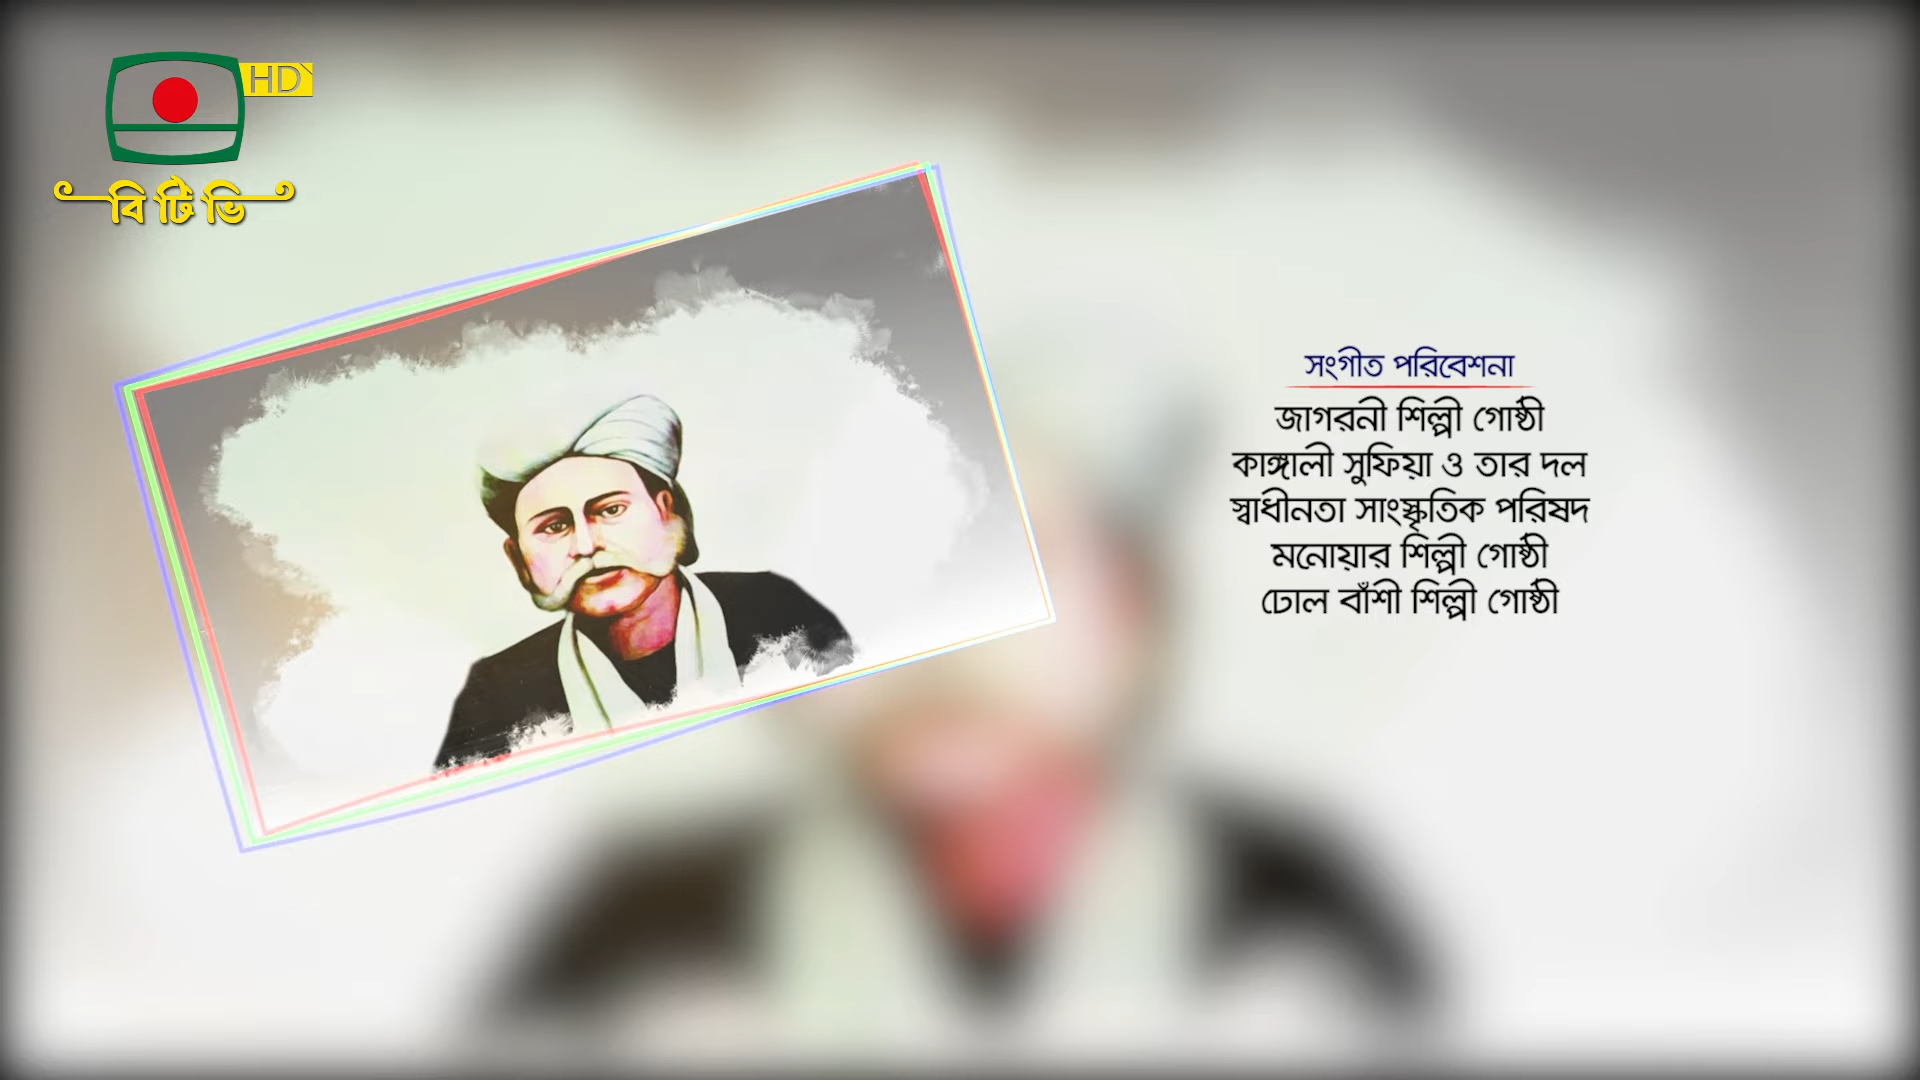 HD
বিটিভি
সংগীত পরিবেশনা
জাগরনী শিল্পী গোষ্ঠী
কাঙ্গালী সুফিয়া ও তার দল
স্বাধীনতা সাংস্কৃতিক পরিষদ
মনোয়ার শিল্পী গোষ্ঠী
ঢোল বাঁশী শিল্পী গোষ্ঠী